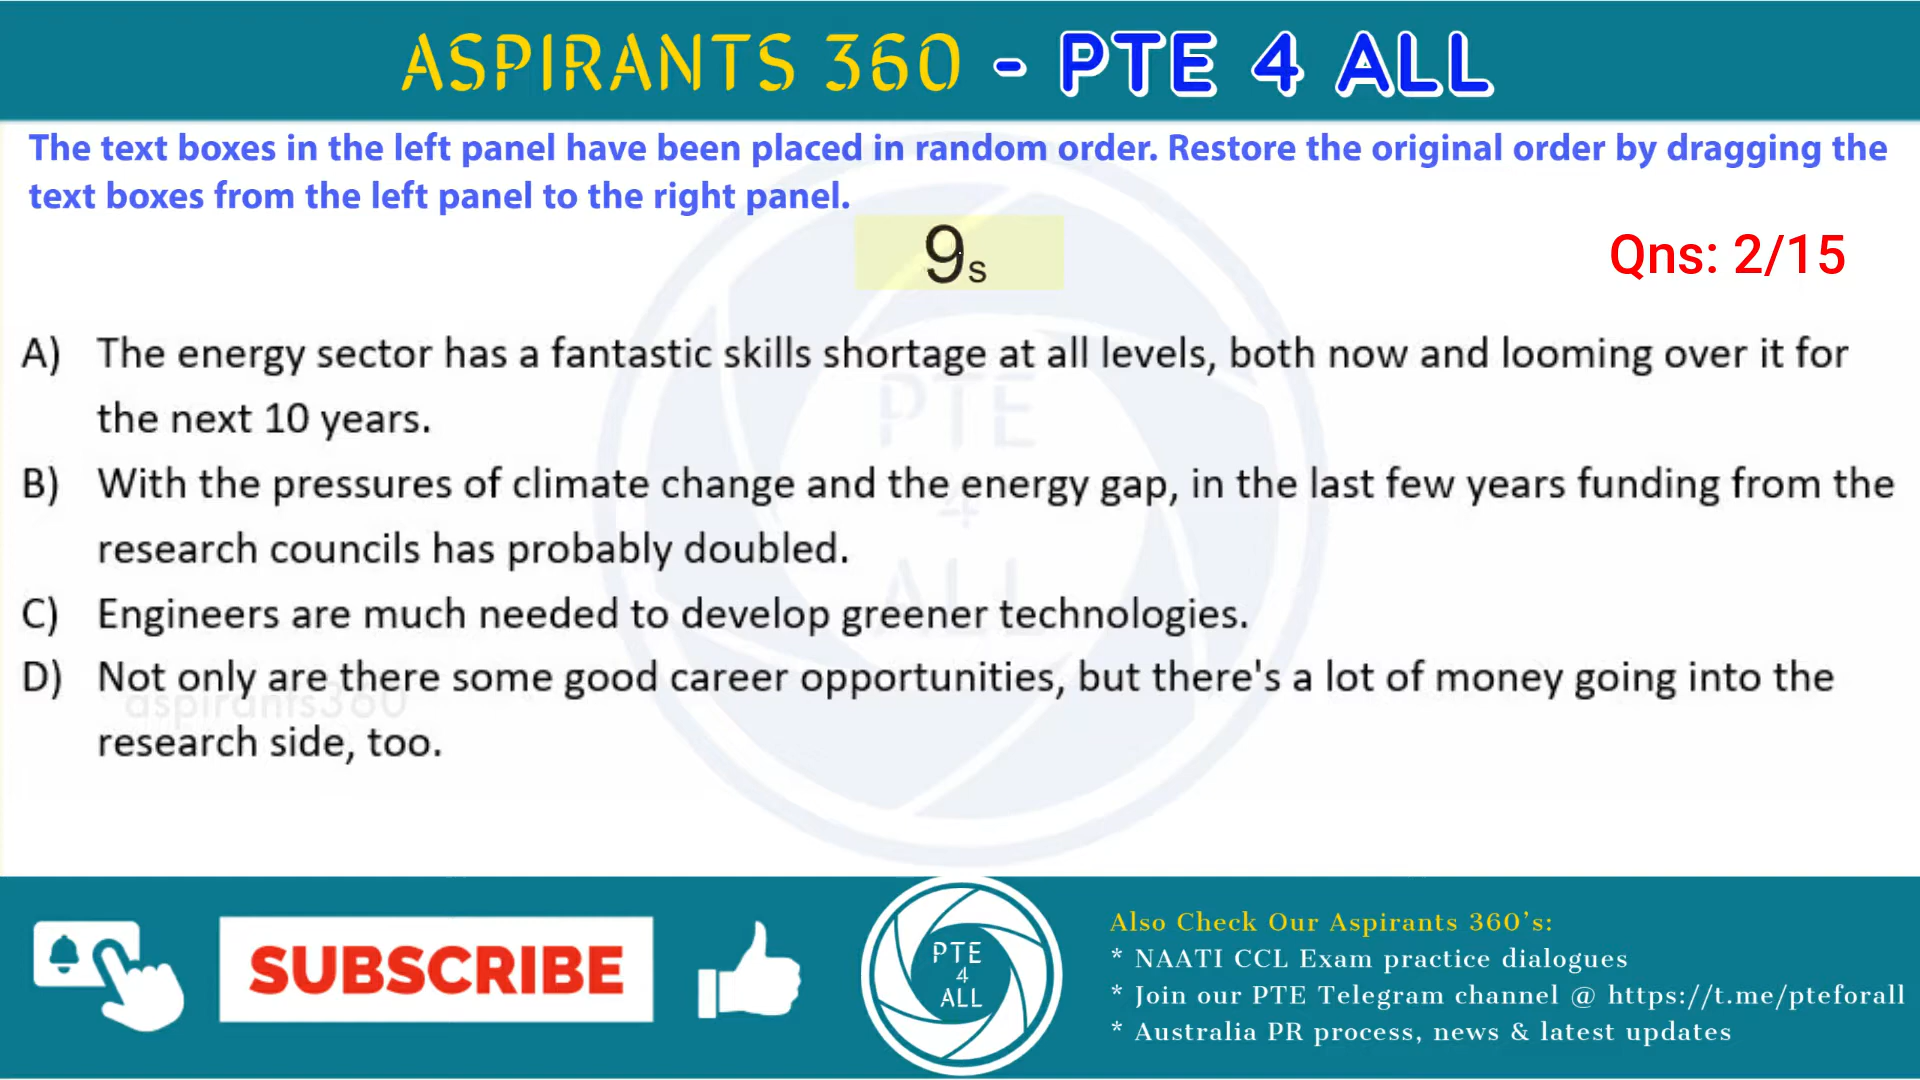 ASPIRANTS 360 - PTE 4 ALL
The text boxes in the left panel have been placed in random order. Restore the original order by dragging the
text boxes from the left panel to the right panel.
9s
Qns: 2/15
A) The energy sector has a fantastic skills shortage at all levels, both now and looming over it for
the next 10 years.
B) With the pressures of climate change and the energy gap, in the last few years funding from the
research councils has probably doubled.
C) Engineers are much needed to develop greener technologies.
D) Not only are there some good career opportunities, but there's a lot of money going into the
research side, too.
aspirants360
PTE
4
ALL
SUBSCRIBE
PTE
4
ALL
Also Check Our Aspirants 360's:
* NAATI CCL Exam practice dialogues
* Join our PTE Telegram channel @ https://t.me/pteforall
* Australia PR process, news & latest updates